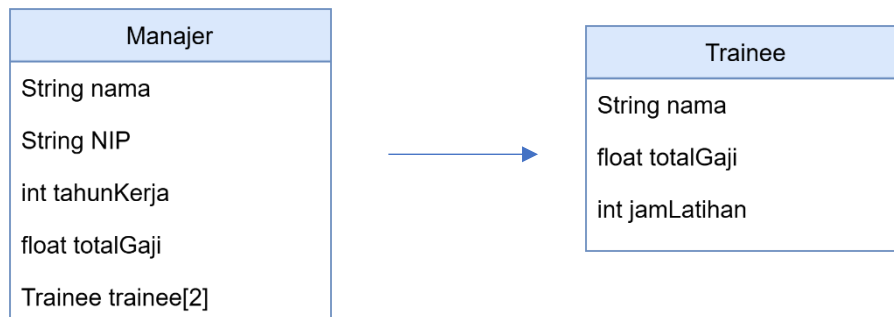 Manajer
String nama
String NIP
int tahunKerja
float totalGaji
Trainee trainee[2]
Trainee
String nama
float totalGaji
int jamLatihan